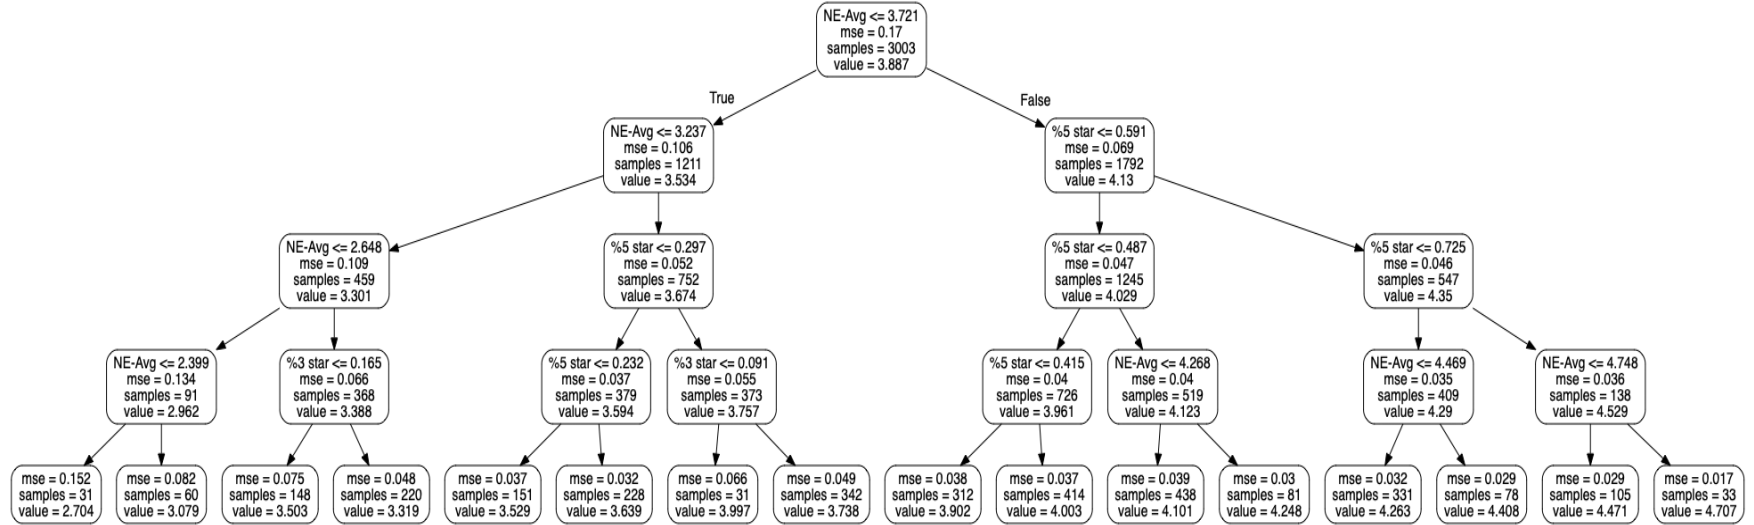 NE-Avg <= 3.721
mse = 0.17
samples = 3003
value = 3.887
True
False
NE-Avg <= 3.237
mse = 0.106
samples = 1211
value = 3.534
%5 star <= 0.591
mse = 0.069
samples = 1792
value = 4.13
NE-Avg <= 2.648
mse = 0.109
samples = 459
value = 3.301
%5 star <= 0.297
mse = 0.052
samples = 752
value = 3.674
%5 star <= 0.487
mse = 0.047
samples = 1245
value = 4.029
%5 star <= 0.725
mse = 0.046
samples = 547
value = 4.35
NE-Avg <= 2.399
mse = 0.134
samples = 91
value = 2.962
%3 star <= 0.165
mse = 0.066
samples = 368
value = 3.388
%5 star <= 0.232
mse = 0.037
samples = 379
value = 3.594
%3 star <= 0.091
mse = 0.055
samples = 373
value = 3.757
%5 star <= 0.415
mse = 0.04
samples = 726
value = 3.961
NE-Avg <= 4.268
mse = 0.04
samples = 519
value = 4.123
NE-Avg <= 4.469
mse = 0.035
samples = 409
value = 4.29
NE-Avg <= 4.748
mse = 0.036
samples = 138
value = 4.529
mse = 0.152
samples = 31
value = 2.704
mse = 0.082
samples = 60
value = 3.079
mse = 0.075
samples = 148
value = 3.503
mse = 0.048
samples = 220
value = 3.319
mse = 0.037
samples = 151
value = 3.529
mse = 0.032
samples = 228
value = 3.639
mse = 0.066
samples = 31
value = 3.997
mse = 0.049
samples = 342
value = 3.738
mse = 0.038
samples = 312
value = 3.902
mse = 0.037
samples = 414
value = 4.003
mse = 0.039
samples = 438
value = 4.101
mse = 0.03
samples = 81
value = 4.248
mse = 0.032
samples = 331
value = 4.263
mse = 0.029
samples = 78
value = 4.408
mse = 0.029
samples = 105
value = 4.471
mse = 0.017
samples = 33
value = 4.707